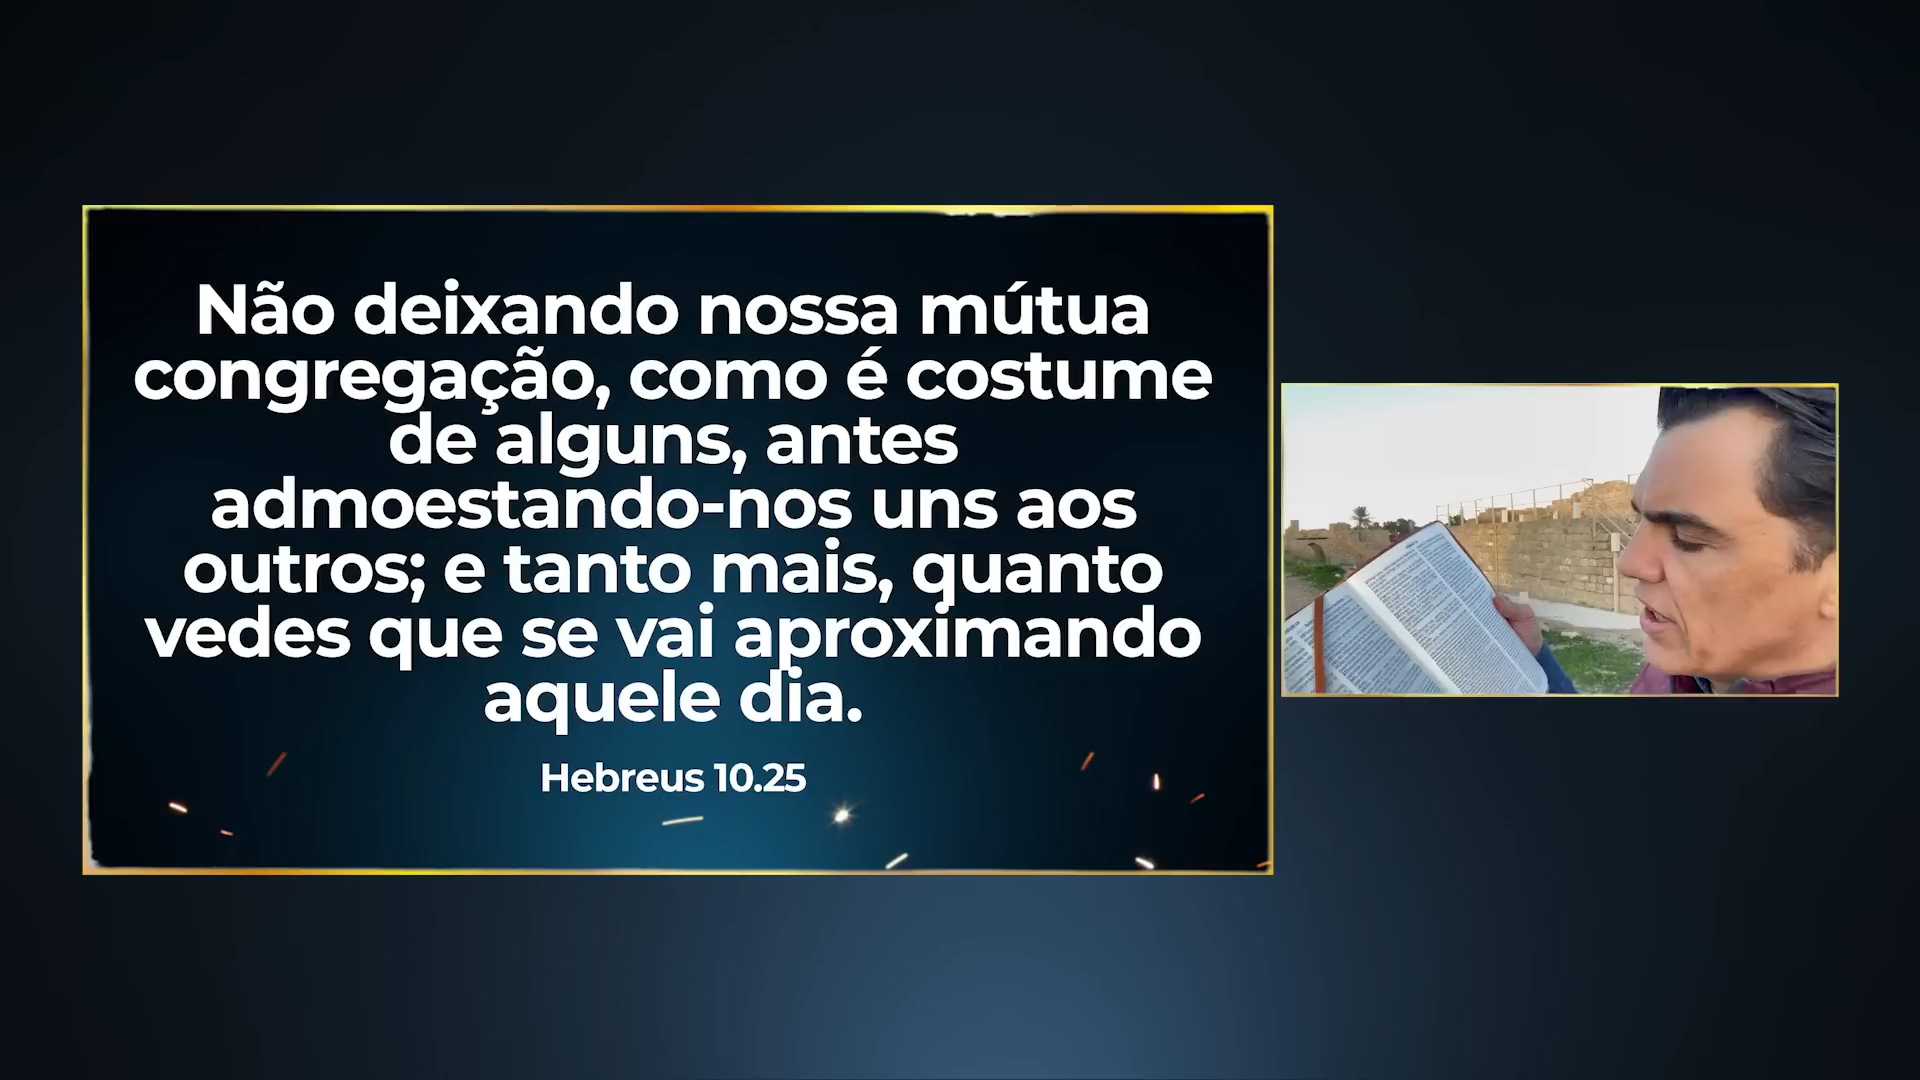 Não deixando nossa mútua
congregação, como é costume
de alguns, antes
admoestando-nos uns aos
outros; e tanto mais, quanto
vedes que se vai aproximando
aquele dia.
Hebreus 10.25